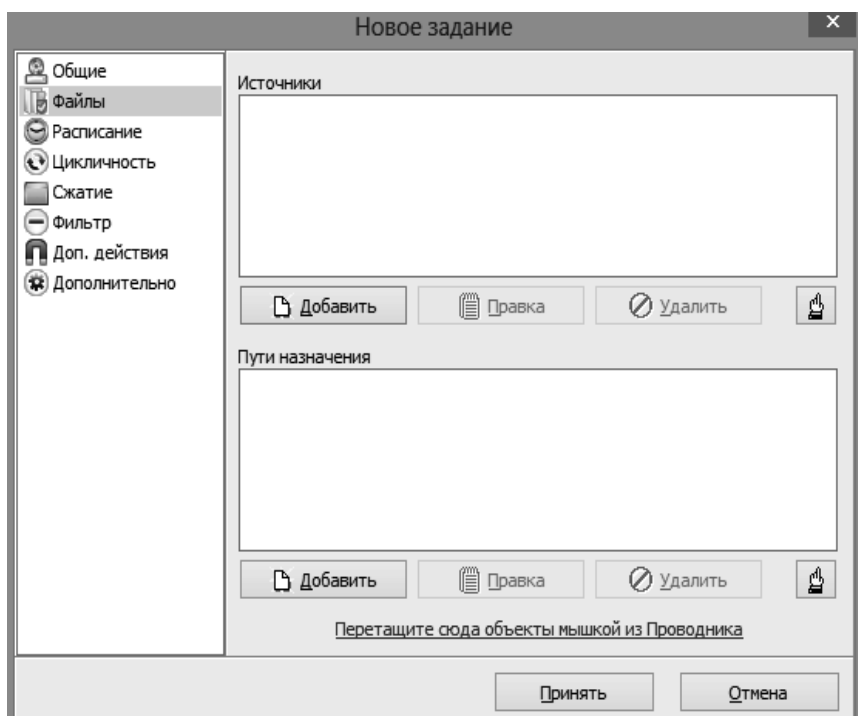 Новое задание
Общие
Файлы
Расписание
Цикличность
Сжатие
Фильтр
Доп. действия
Дополнительно
Источники
Добавить
Правка
Удалить
Пути назначения
Добавить
Правка
Удалить
Перетащите сюда объекты мышкой из Проводника
Принять
Отмена